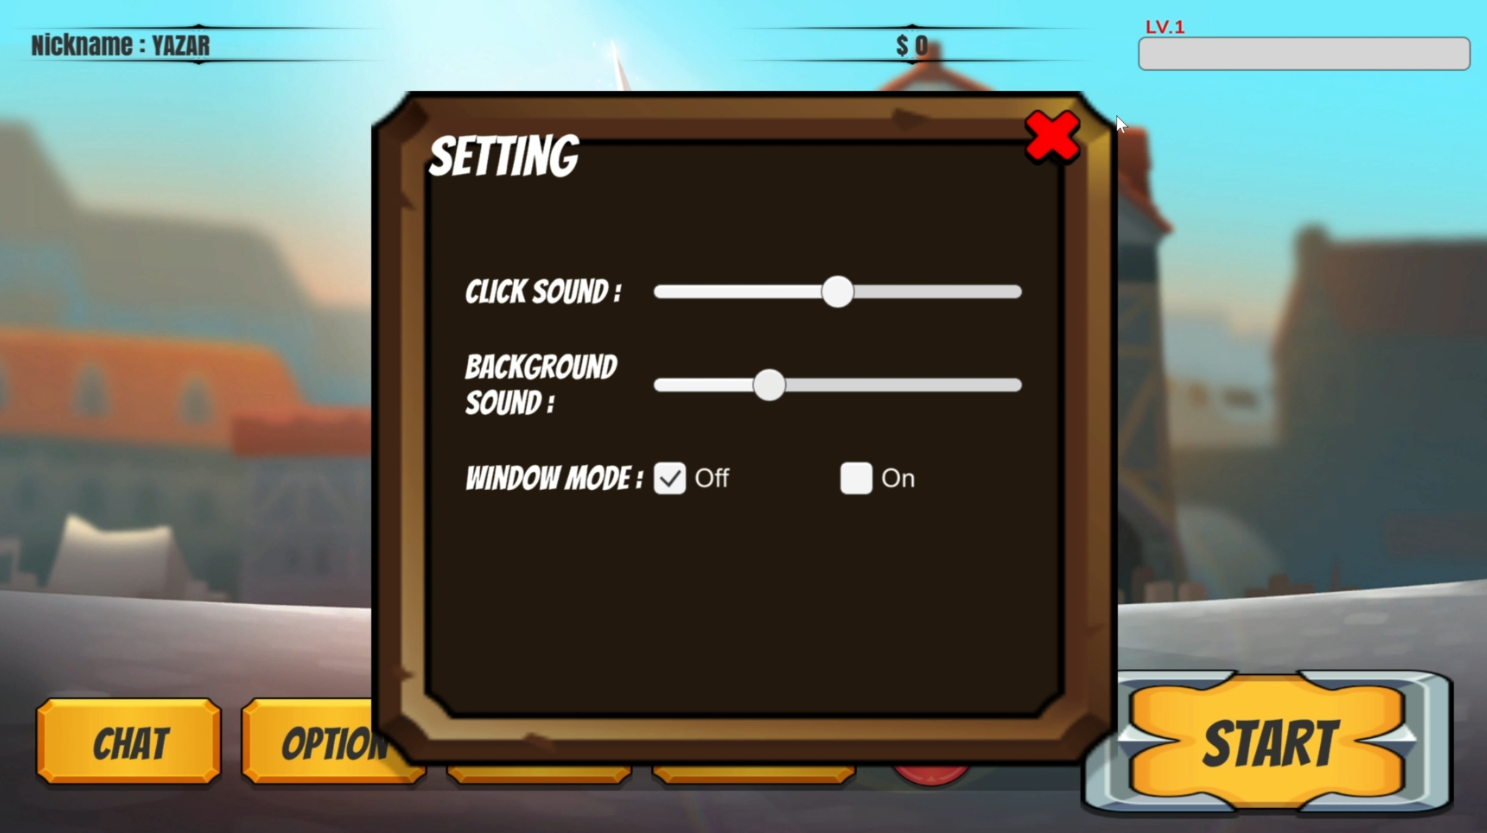 Nickname : YAZAR
$ 0
LV.1
SETTING
CLICK SOUND :
BACKGROUND
SOUND :
WINDOW MODE : Off On
CHAT
OPTION
START